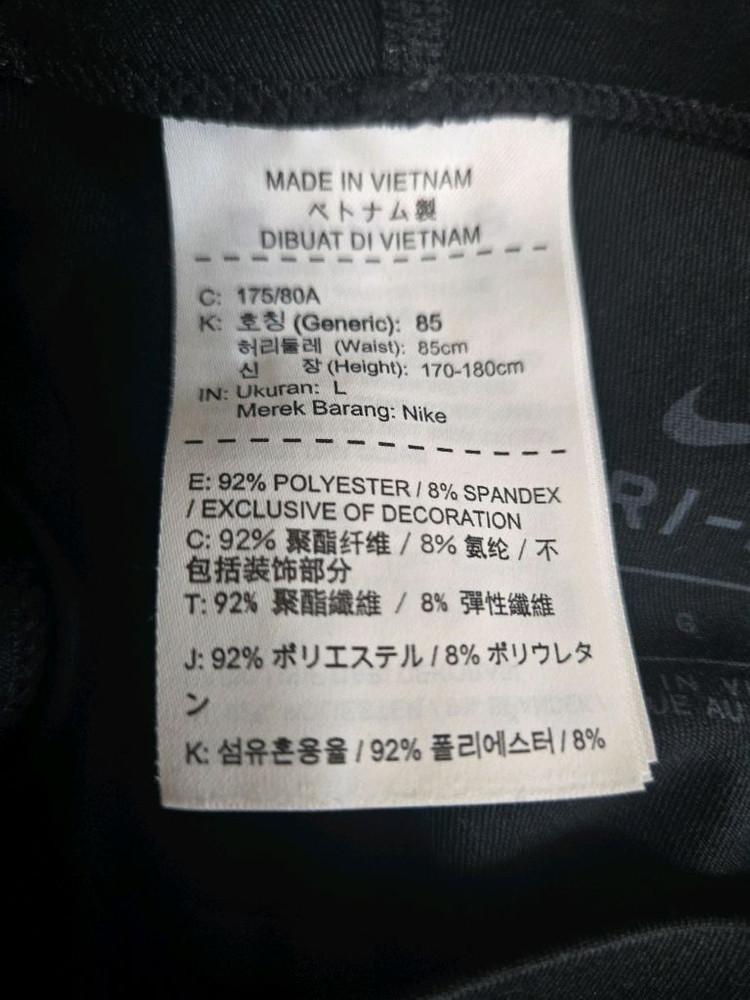 MADE IN VIETNAM
ベトナム製
DIBUAT DI VIETNAM
C: 175/80A
K: 호칭 (Generic): 85
허리둘레 (Waist): 85cm
신 장 (Height): 170-180cm
IN: Ukuran: L
Merek Barang: Nike
E: 92% POLYESTER / 8% SPANDEX
/ EXCLUSIVE OF DECORATION
C: 92% 聚酯纤维 / 8% 氨纶 / 不
包括装饰部分
T: 92% 聚酯纖維 / 8% 彈性纖維
J: 92% ポリエステル / 8% ポリウレタ
ン
K: 섬유혼용율 / 92% 폴리에스터 / 8%
RI-
G
IN
AU